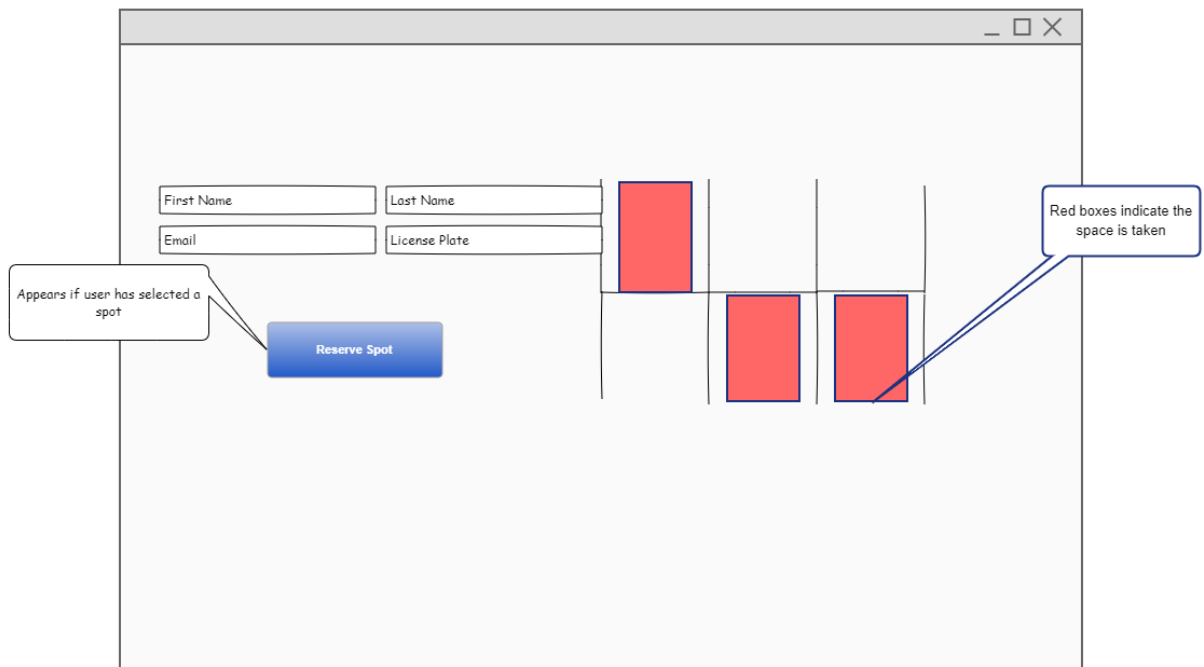 First Name
Last Name
Red boxes indicate the
space is taken
Email
License Plate
Appears if user has selected a
spot
Reserve Spot